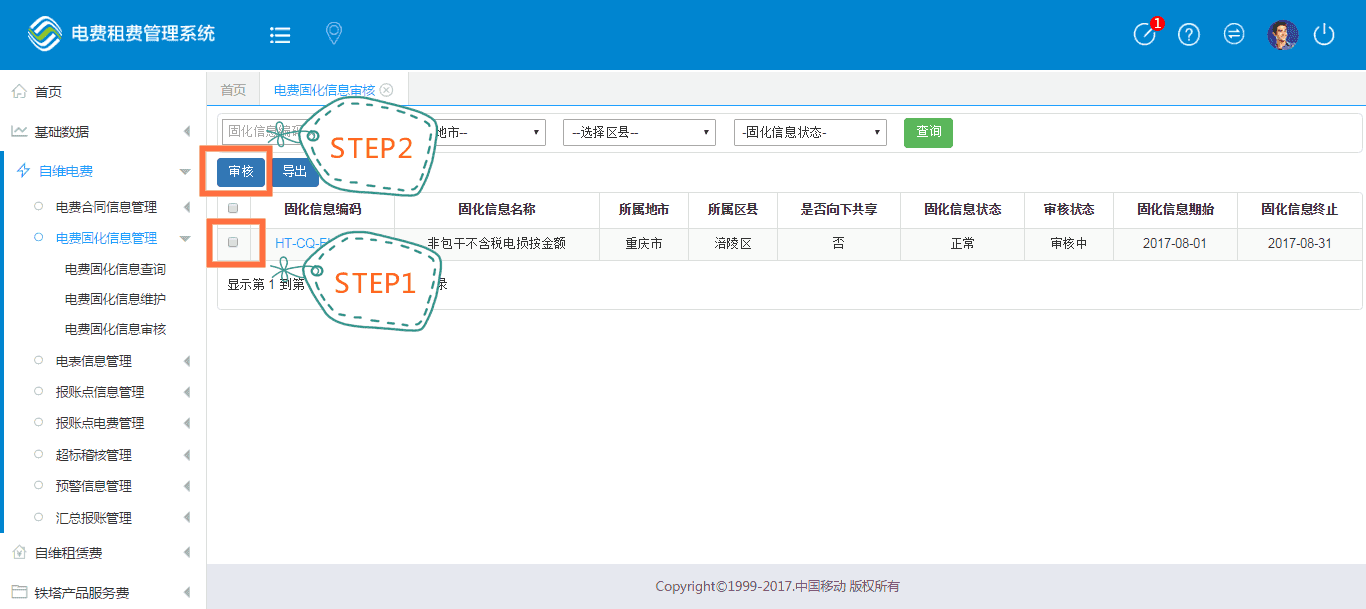 电费租费管理系统
1
首页
基础数据
自维电费
电费合同信息管理
电费固化信息管理
电费固化信息查询
电费固化信息维护
电费固化信息审核
电表信息管理
报账点信息管理
报账点电费管理
超标稽核管理
预警信息管理
汇总报账管理
自维租赁费
铁塔产品服务费
首页 电费固化信息审核
固化信息编码 地市-- --选择区县-- -固化信息状态- 查询
STEP2
审核 导出
固化信息编码 固化信息名称 所属地市 所属区县 是否向下共享 固化信息状态 审核状态 固化信息期始 固化信息终止
HT-CQ-F 非包干不含税电损按金额 重庆市 涪陵区 否 正常 审核中 2017-08-01 2017-08-31
STEP1
显示第 1 到第 录
Copyright©1999-2017.中国移动 版权所有